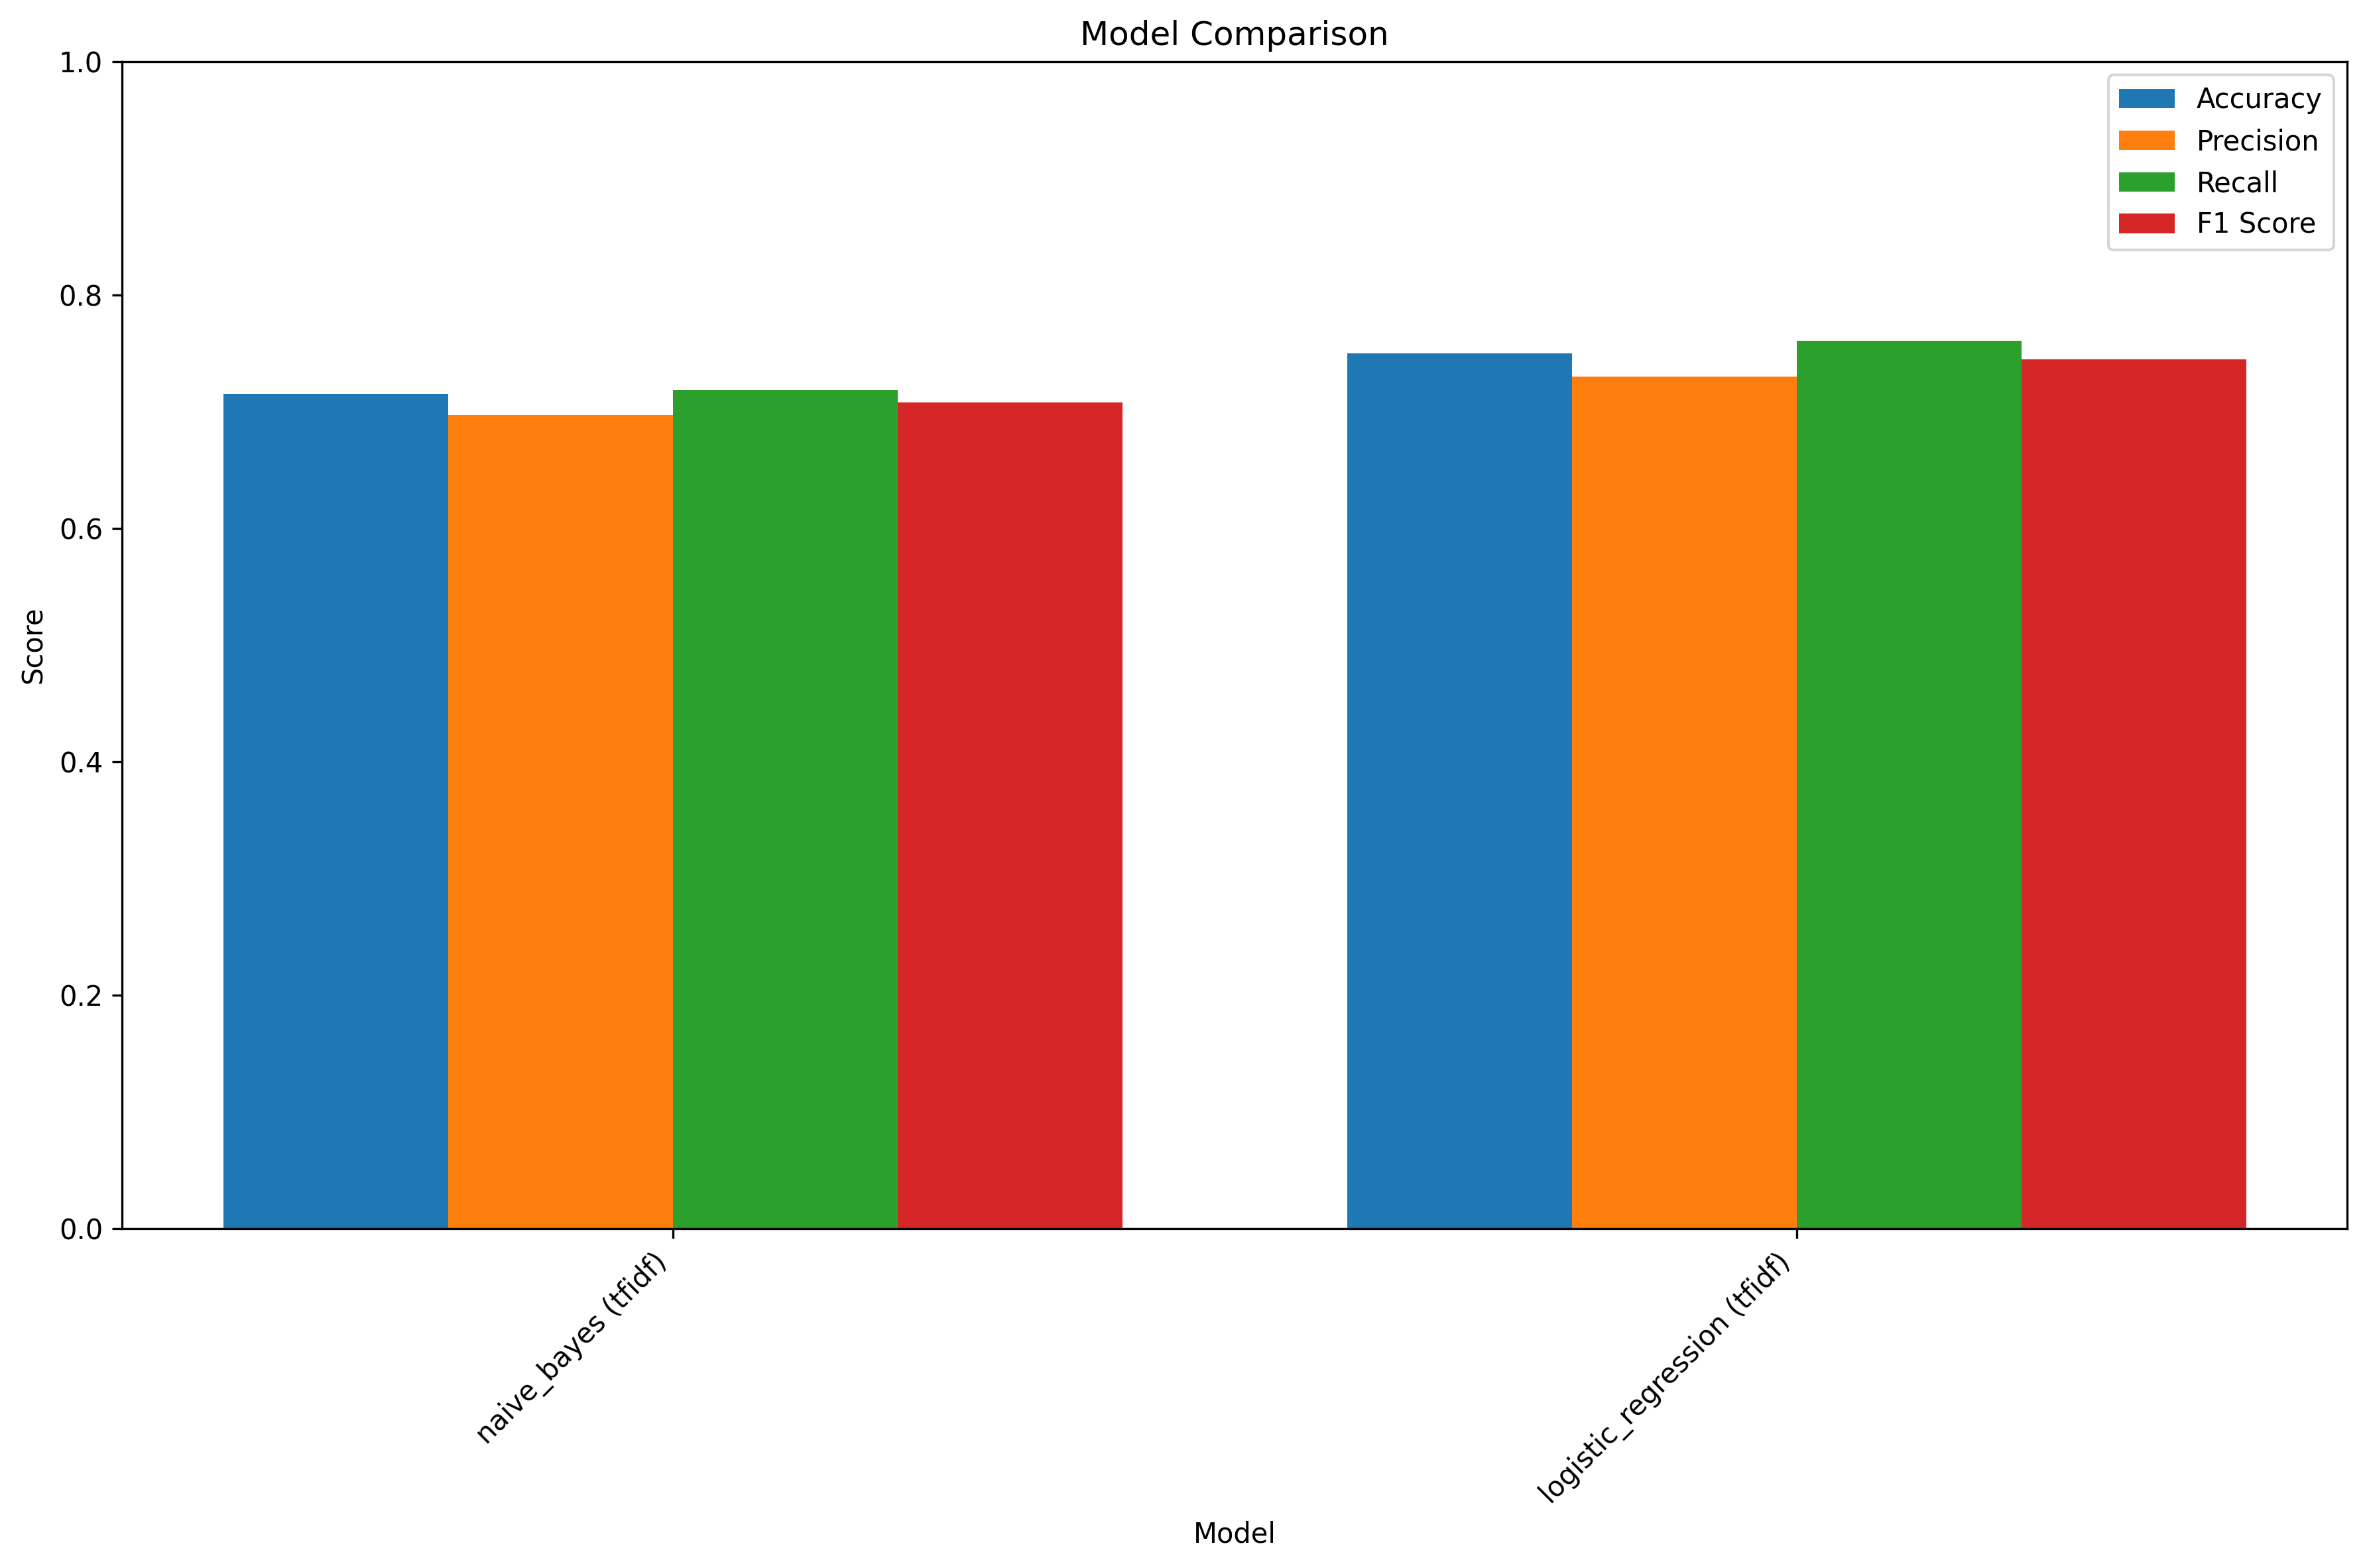 Model Comparison
1.0
0.8
0.6
0.4
0.2
0.0
Score
Accuracy
Precision
Recall
F1 Score
naive_bayes (tfidf)
logistic_regression (tfidf)
Model